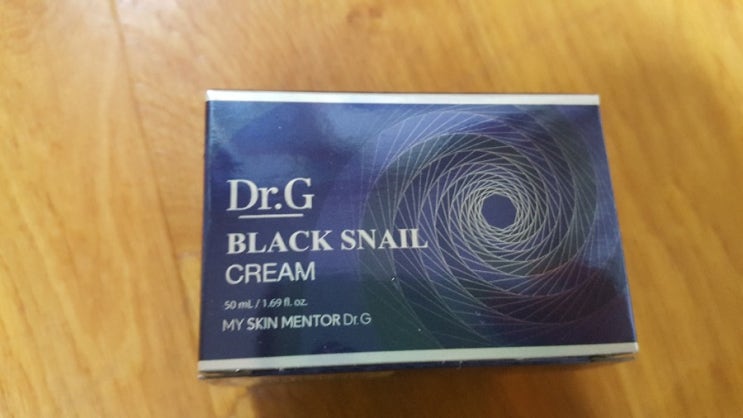 Dr.G
BLACK SNAIL
CREAM
50 mL / 1.69 fl. oz.
MY SKIN MENTOR Dr.G